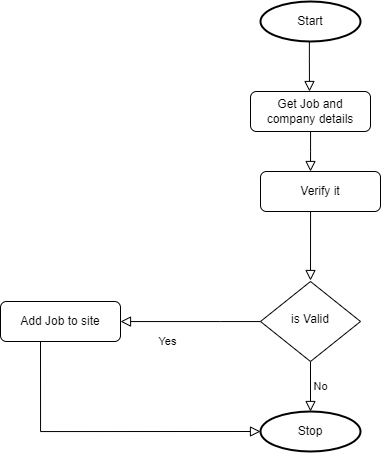 Start
Get Job and
company details
Verify it
is Valid
Add Job to site
Yes
No
Stop